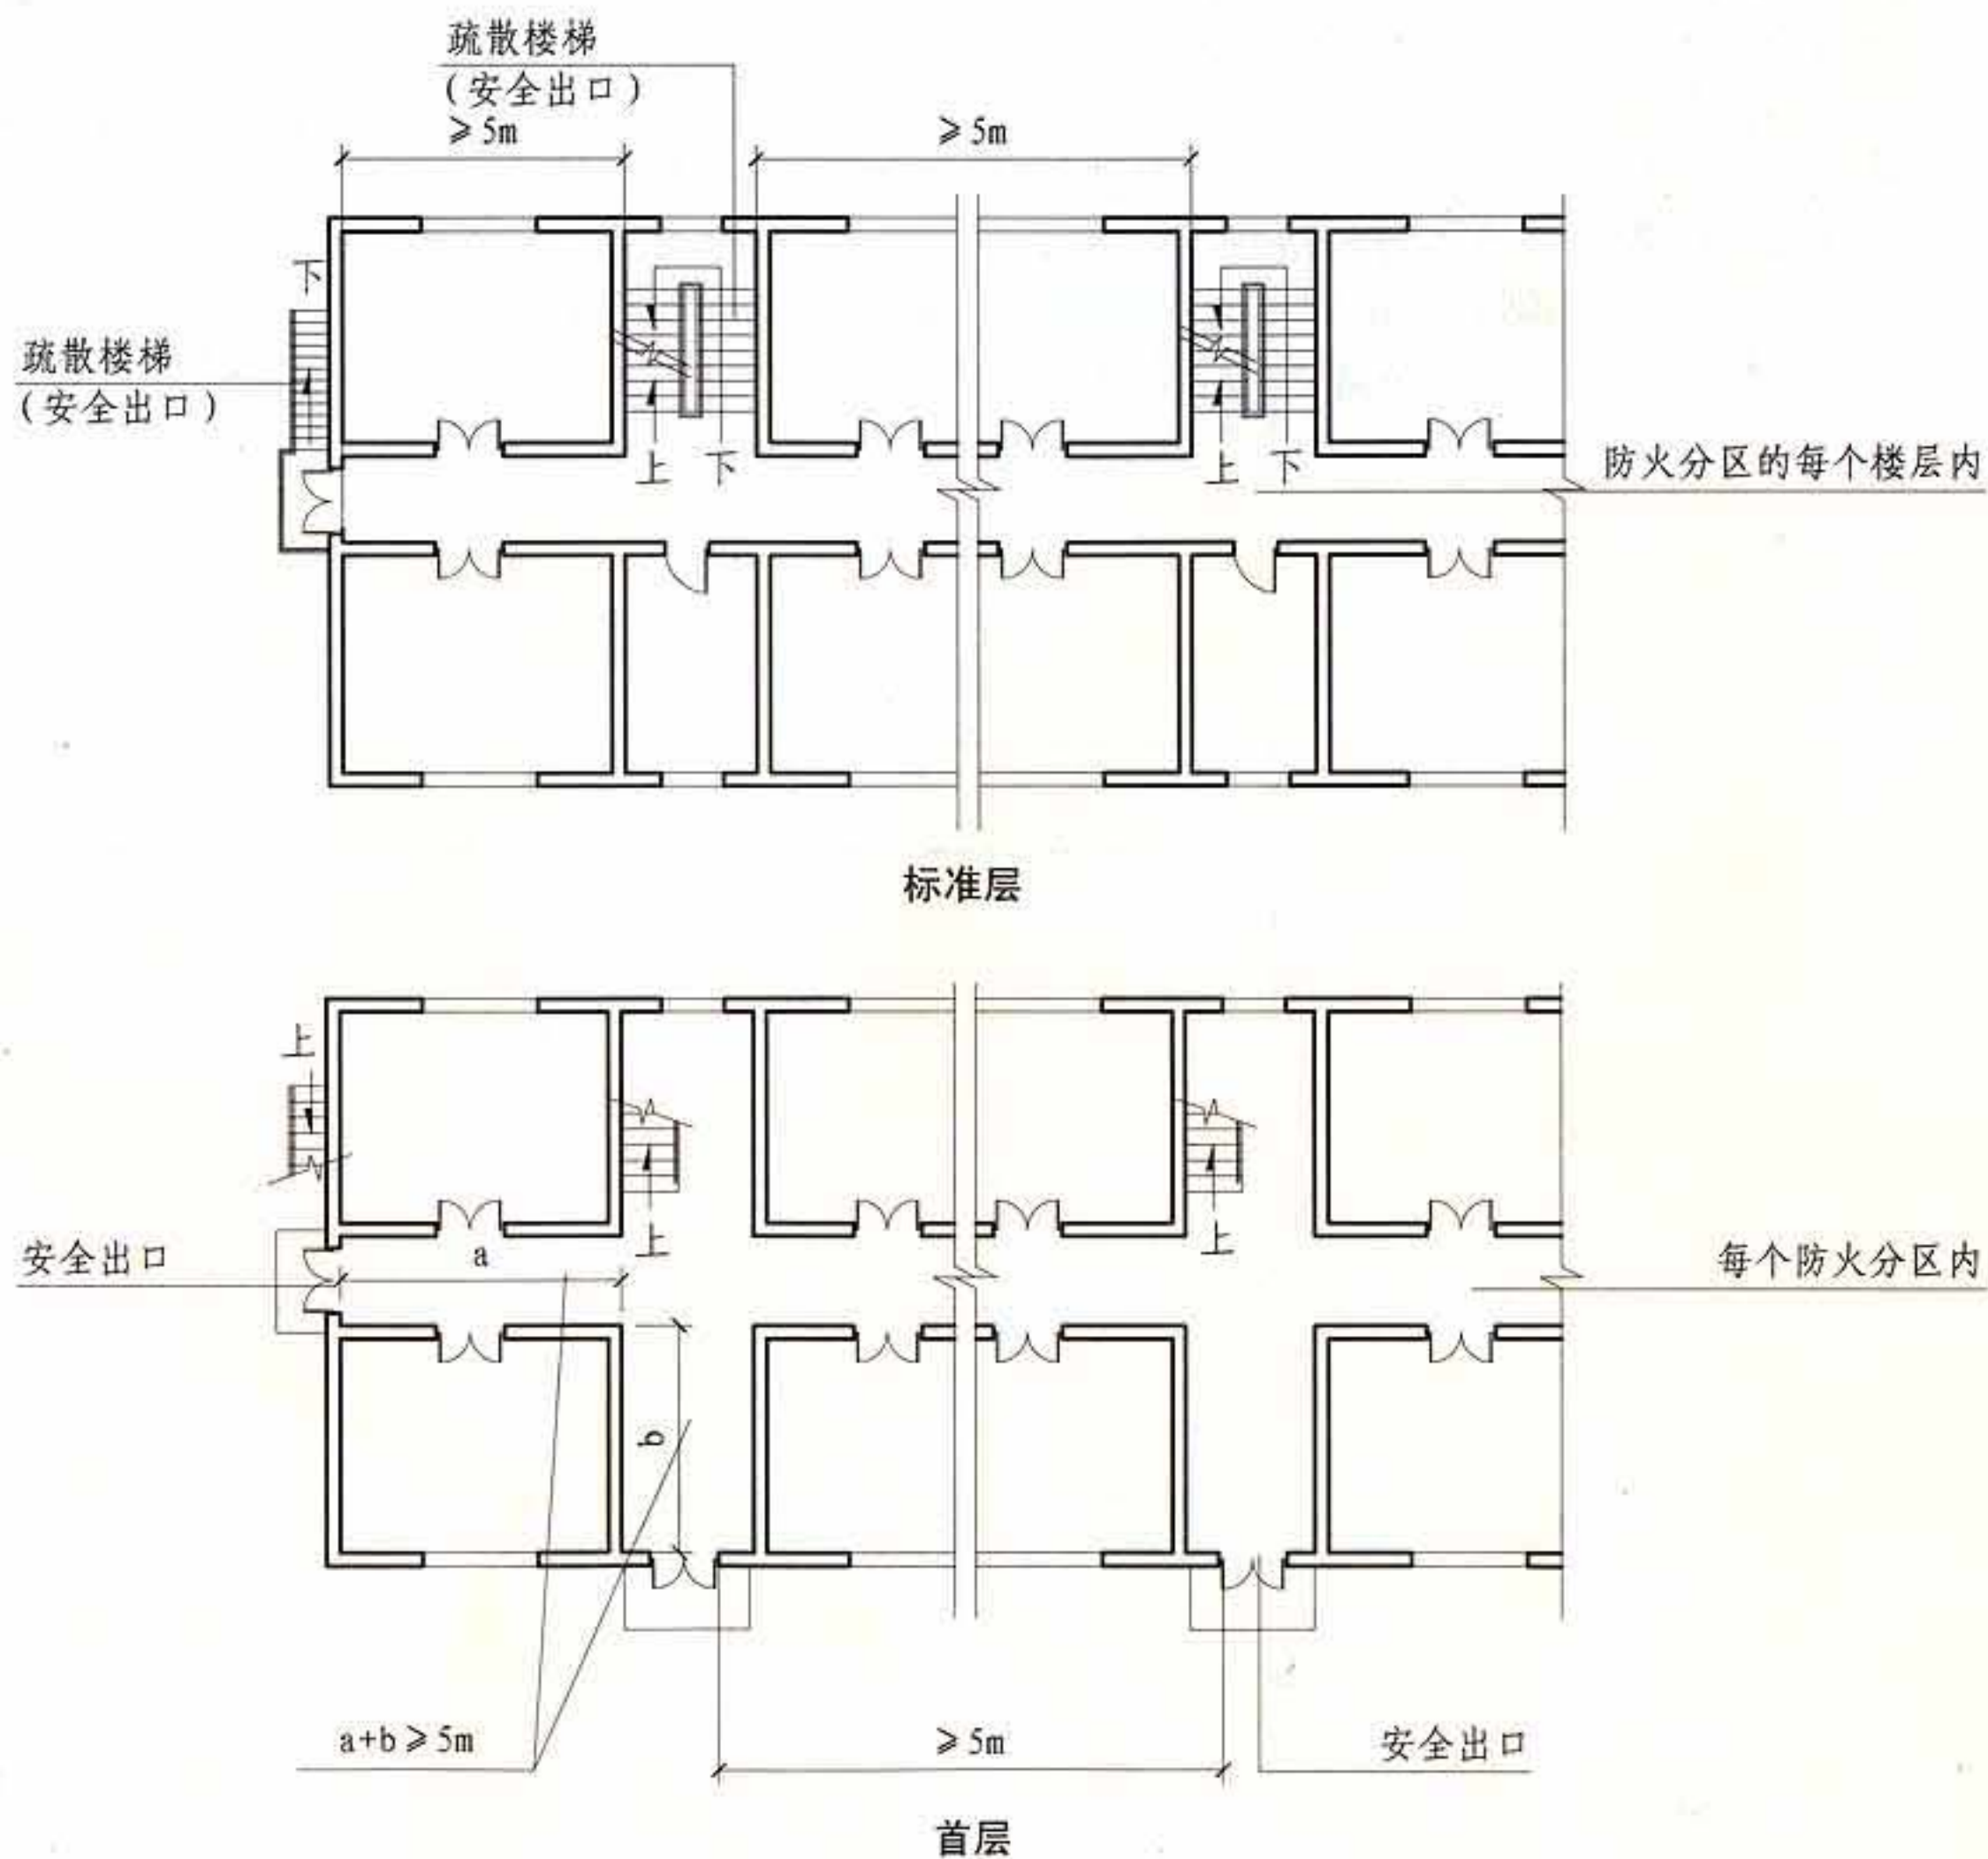 疏散楼梯
(安全出口)
≥5m
≥5m
下
疏散楼梯
(安全出口)
上
下
上
下
防火分区的每个楼层内
标准层
上
上
上
安全出口
a
每个防火分区内
b
a+b≥5m
≥5m
安全出口
首层